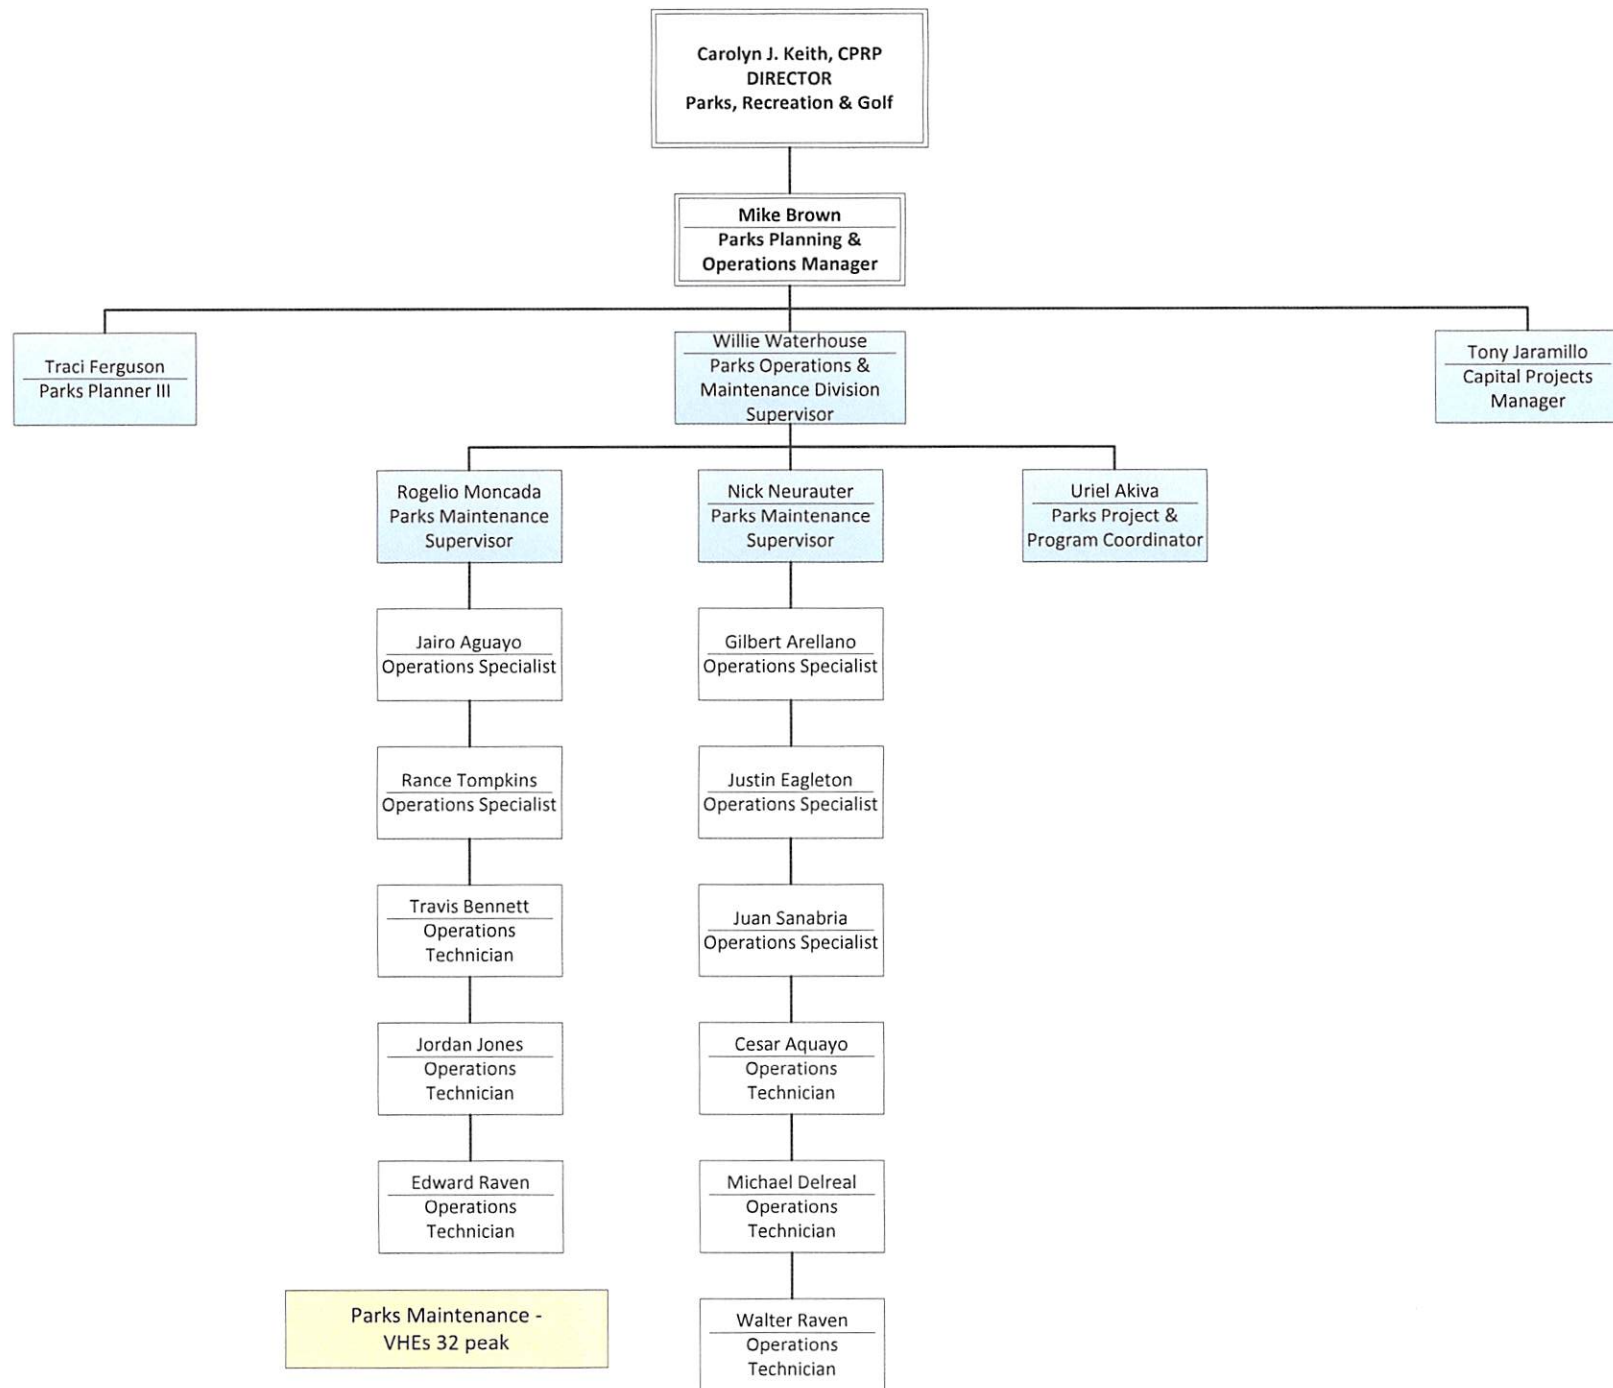 Carolyn J. Keith, CPRP
DIRECTOR
Parks, Recreation & Golf
Mike Brown
Parks Planning &
Operations Manager
Traci Ferguson
Parks Planner III
Willie Waterhouse
Parks Operations &
Maintenance Division
Supervisor
Tony Jaramillo
Capital Projects
Manager
Rogelio Moncada
Parks Maintenance
Supervisor
Nick Neurauter
Parks Maintenance
Supervisor
Uriel Akiva
Parks Project &
Program Coordinator
Jairo Aguayo
Operations Specialist
Gilbert Arellano
Operations Specialist
Rance Tompkins
Operations Specialist
Justin Eagleton
Operations Specialist
Travis Bennett
Operations
Technician
Juan Sanabria
Operations Specialist
Jordan Jones
Operations
Technician
Cesar Aquayo
Operations
Technician
Edward Raven
Operations
Technician
Michael Delreal
Operations
Technician
Parks Maintenance -
VHEs 32 peak
Walter Raven
Operations
Technician